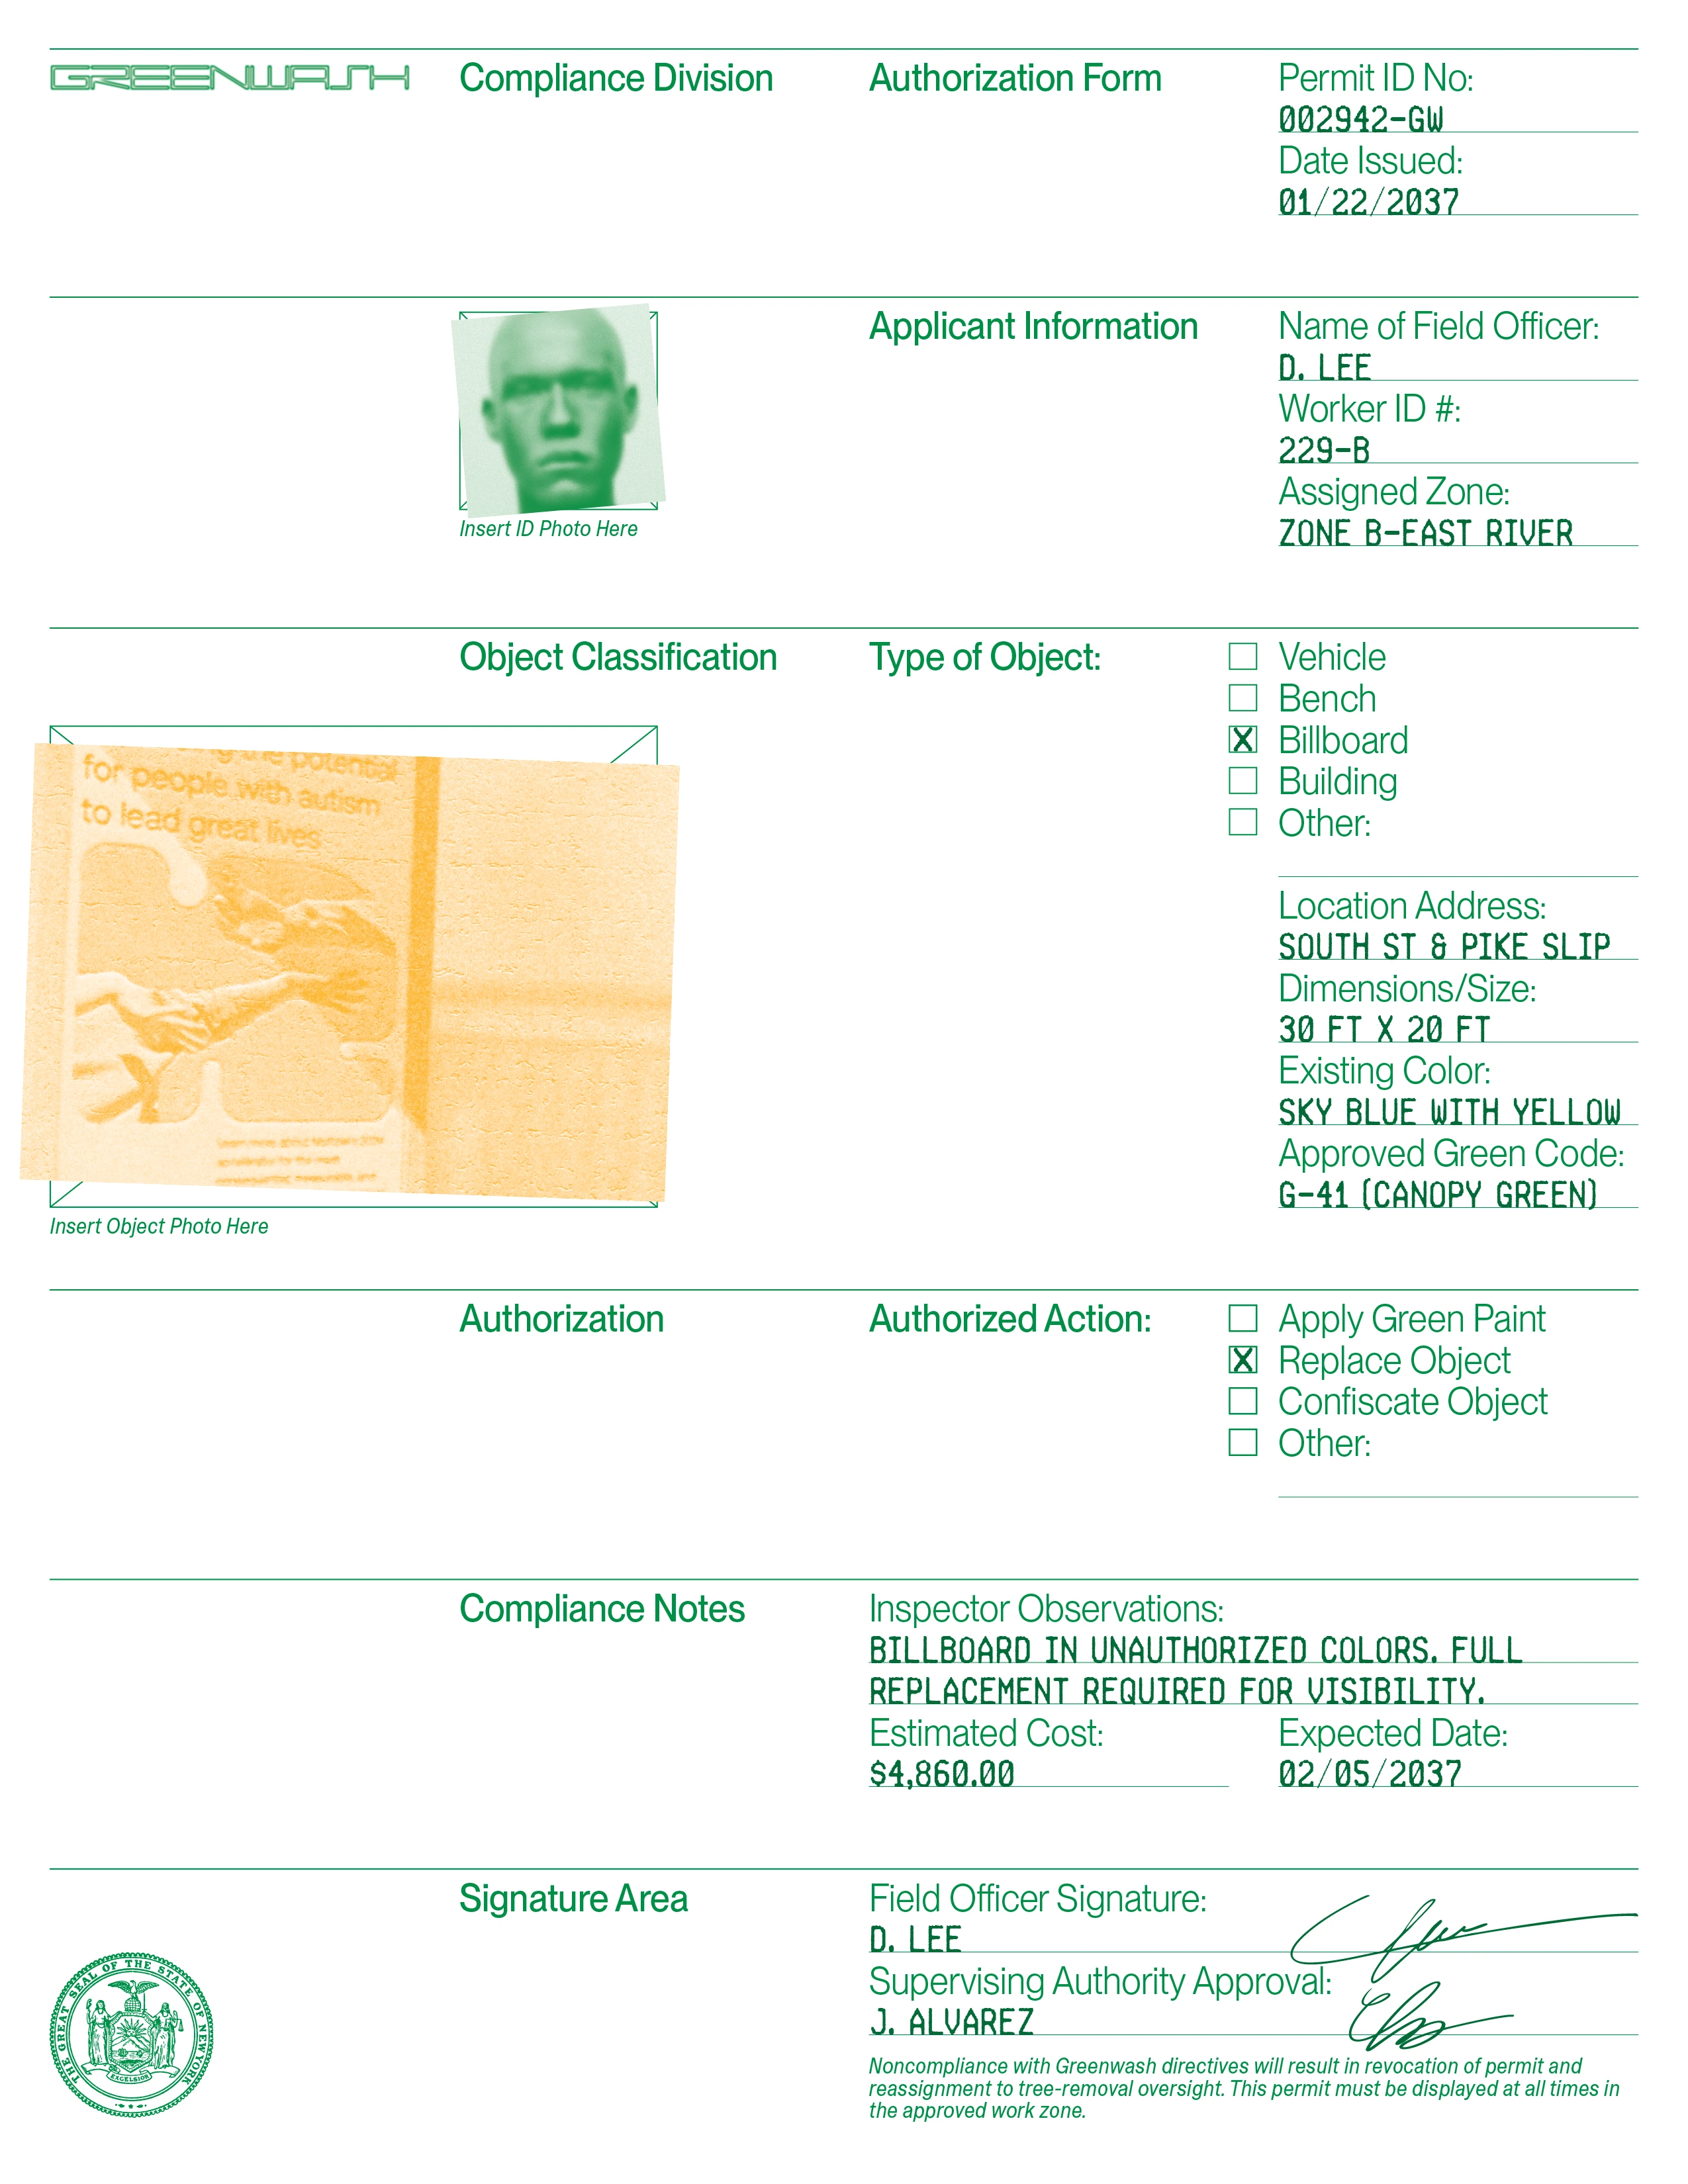 GREENWASH
Compliance Division
Authorization Form
Permit ID No:
002942-GW
Date Issued:
01/22/2037
Insert ID Photo Here
Applicant Information
Name of Field Officer:
D. LEE
Worker ID #:
229-B
Assigned Zone:
ZONE B-EAST RIVER
Object Classification
the potential
for people with autism
to lead great lives
Insert Object Photo Here
Type of Object:
Vehicle
Bench
X Billboard
Building
Other:
Location Address:
SOUTH ST & PIKE SLIP
Dimensions/Size:
30 FT X 20 FT
Existing Color:
SKY BLUE WITH YELLOW
Approved Green Code:
G-41 (CANOPY GREEN)
Authorization
Authorized Action:
Apply Green Paint
X Replace Object
Confiscate Object
Other:
Compliance Notes
Inspector Observations:
BILLBOARD IN UNAUTHORIZED COLORS. FULL
REPLACEMENT REQUIRED FOR VISIBILITY.
Estimated Cost:
$4,860.00
Expected Date:
02/05/2037
Signature Area
Field Officer Signature:
D. LEE
Supervising Authority Approval:
J. ALVAREZ
Noncompliance with Greenwash directives will result in revocation of permit and
reassignment to tree-removal oversight. This permit must be displayed at all times in
the approved work zone.
THE GREAT SEAL OF THE STATE OF NEW YORK
EXCELSIOR